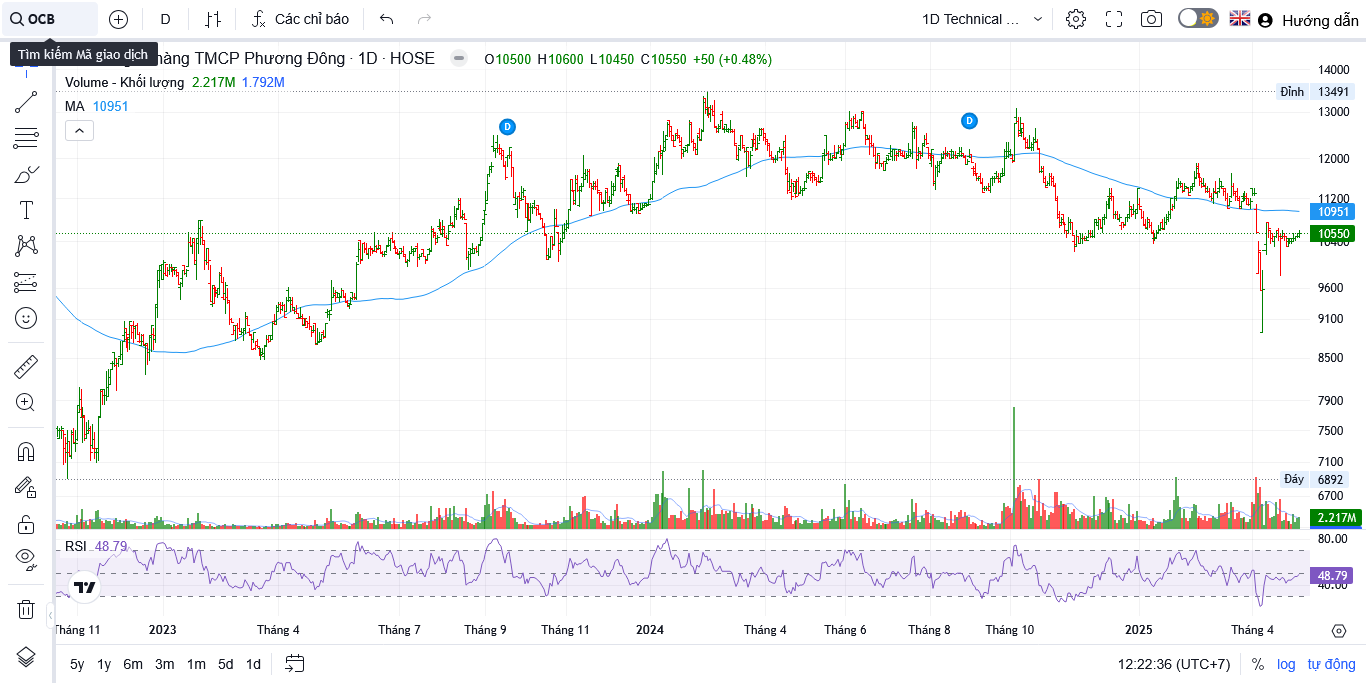 OCB D Các chỉ báo 1D Technical ... Hướng dẫn
Tìm kiếm Mã giao dịch
hàng TMCP Phương Đông · 1D · HOSE O10500 H10600 L10450 C10550 +50 (+0.48%)
Volume - Khối lượng 2.217M 1.792M
MA 10951
D
D
14000
Đỉnh 13491
13000
12000
11200
10951
10550
10400
9600
9100
8500
7900
7500
7100
Đáy 6892
6700
2.217M
RSI 48.79
80.00
48.79
40.00
Tháng 11 2023 Tháng 4 Tháng 7 Tháng 9 Tháng 11 2024 Tháng 4 Tháng 6 Tháng 8 Tháng 10 2025 Tháng 4
5y 1y 6m 3m 1m 5d 1d 12:22:36 (UTC+7) % log tự động